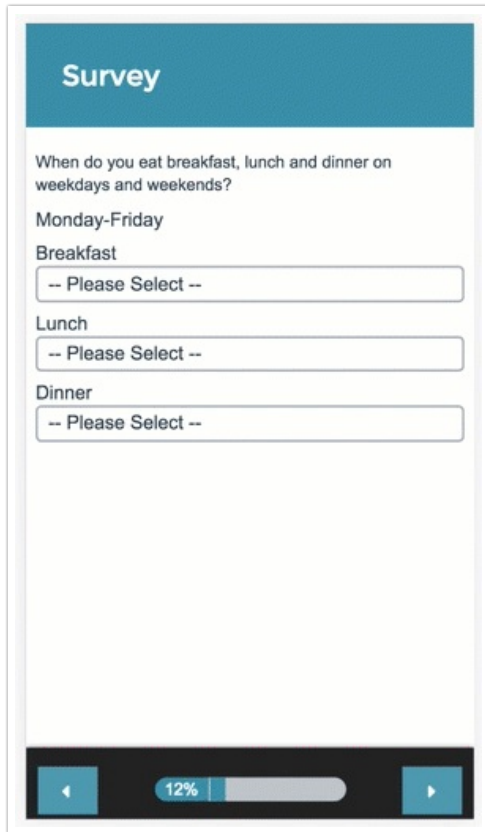 Survey
When do you eat breakfast, lunch and dinner on
weekdays and weekends?
Monday-Friday
Breakfast
-- Please Select --
Lunch
-- Please Select --
Dinner
-- Please Select --
12%